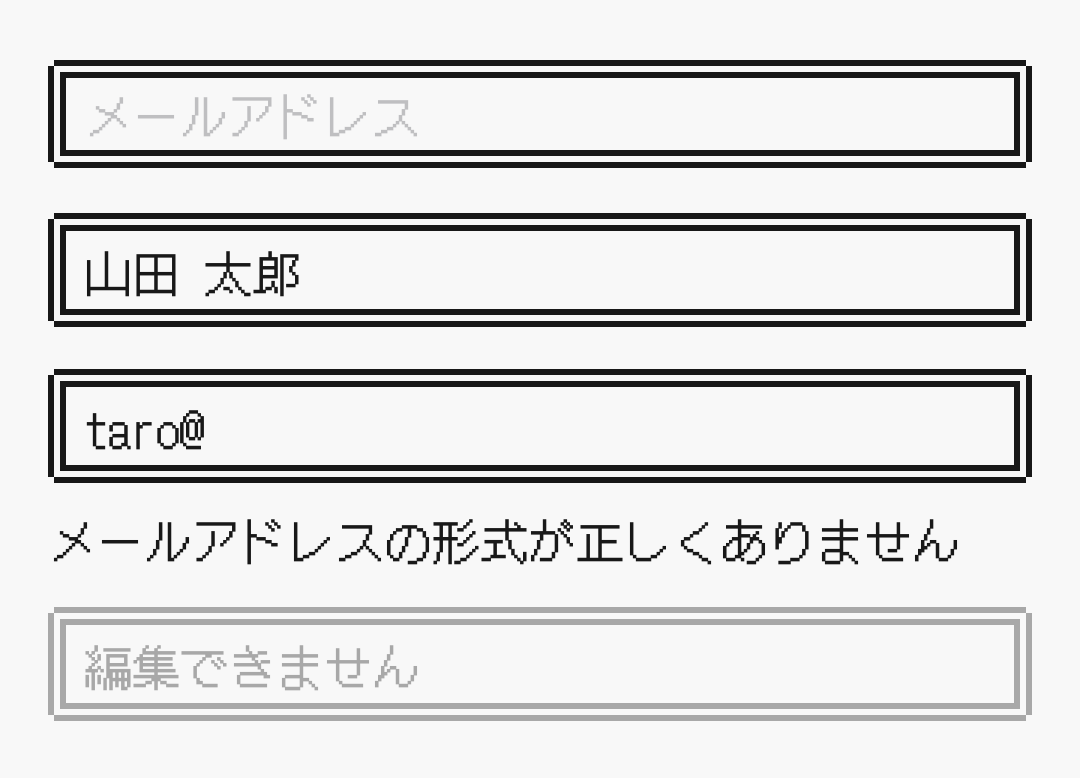 メールアドレス
山田 太郎
taro@
メールアドレスの形式が正しくありません
編集できません